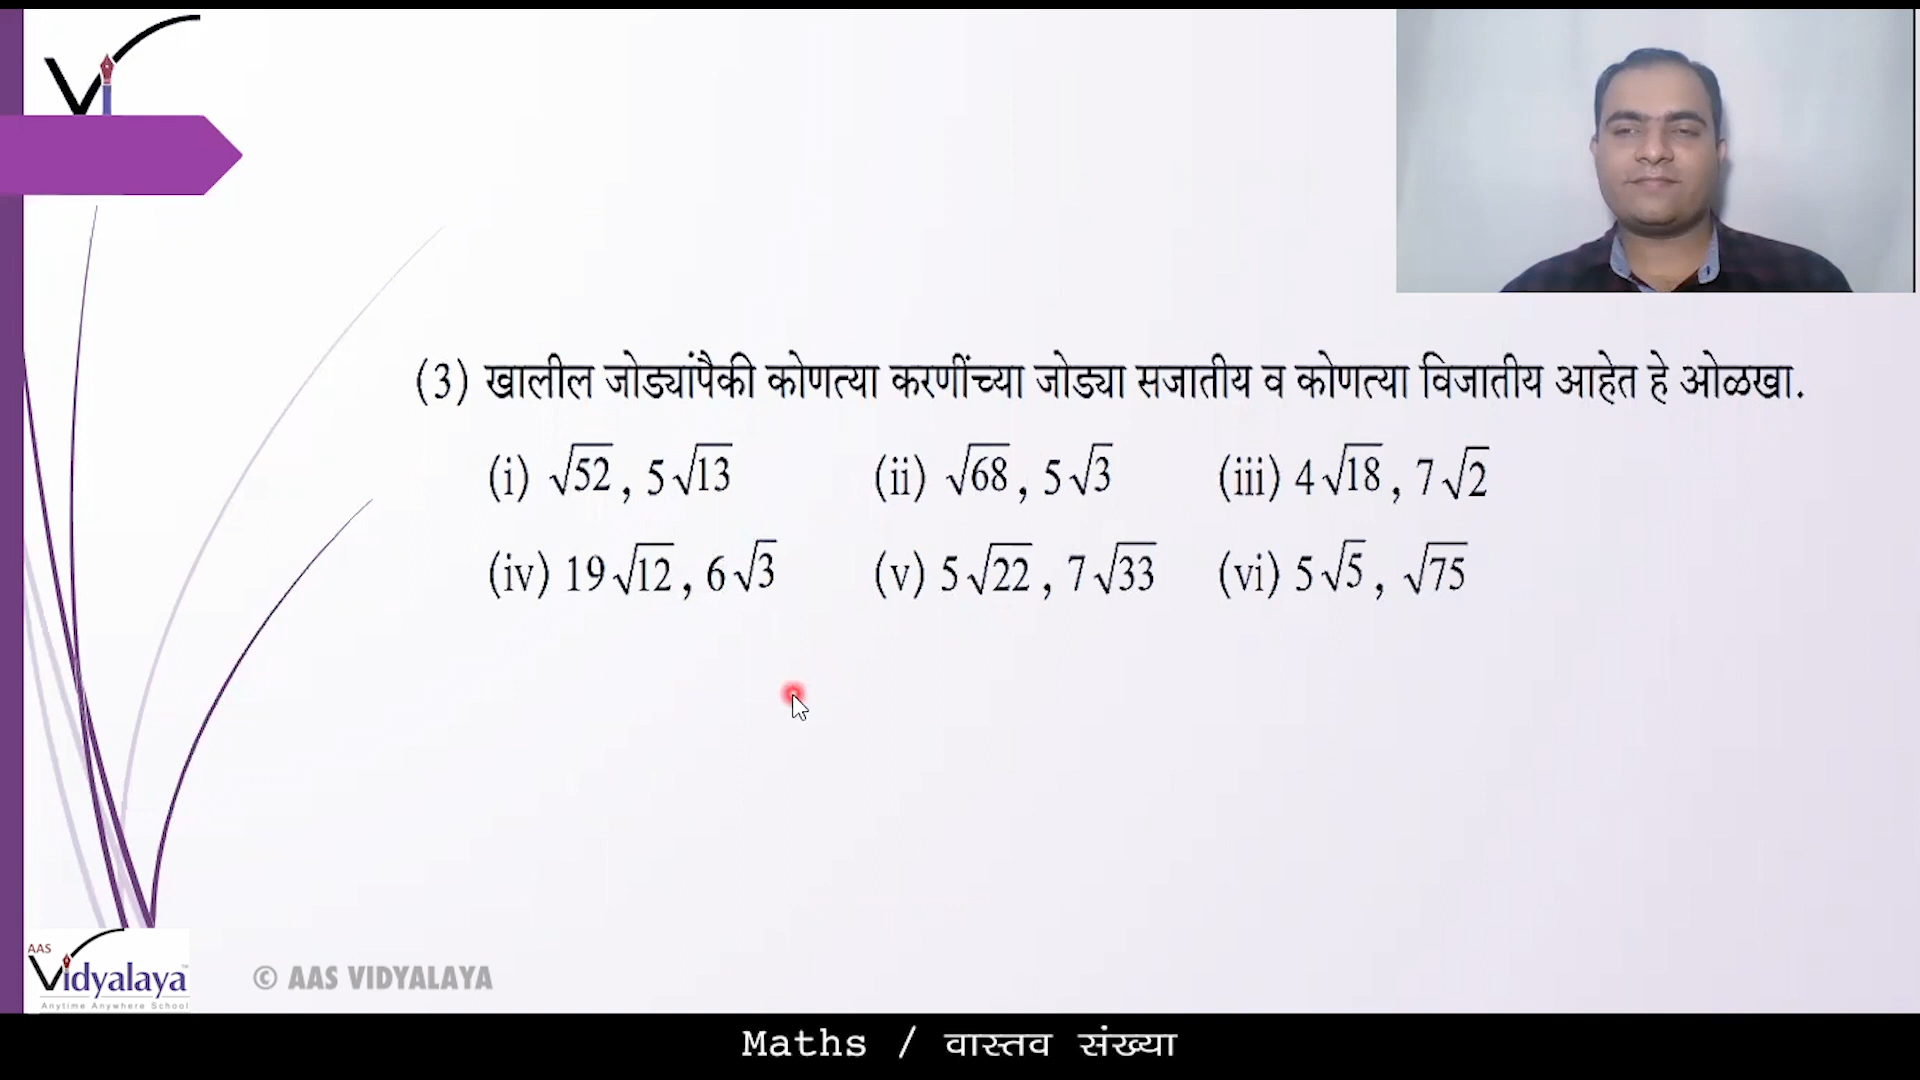 Vi
(3) खालील जोड्यांपैकी कोणत्या करणींच्या जोड्या सजातीय व कोणत्या विजातीय आहेत हे ओळखा.
(i) √52, 5√13 (ii) √68, 5√3 (iii) 4√18, 7√2
(iv) 19√12, 6√3 (v) 5√22, 7√33 (vi) 5√5, √75
AAS
Vidyalaya
Anytime Anywhere School
© AAS VIDYALAYA
Maths / वास्तव संख्या